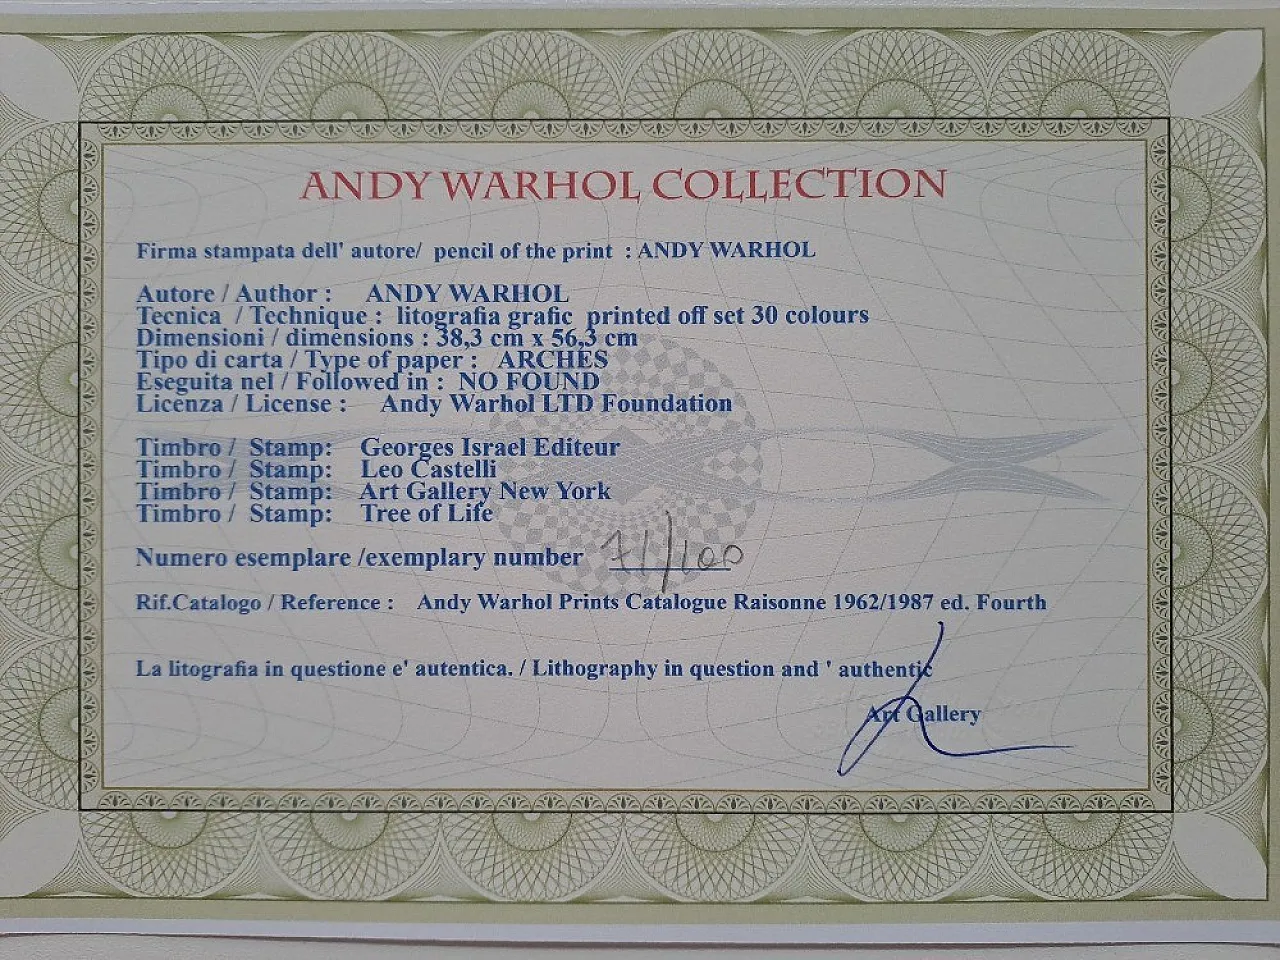 ANDY WARHOL COLLECTION
Firma stampata dell' autore/ pencil of the print : ANDY WARHOL
Autore / Author : ANDY WARHOL
Tecnica / Technique : litografia grafic printed off set 30 colours
Dimensioni / dimensions : 38,3 cm x 56,3 cm
Tipo di carta / Type of paper : ARCHES
Eseguita nel / Followed in : NO FOUND
Licenza / License : Andy Warhol LTD Foundation
Timbro / Stamp: Georges Israel Editeur
Timbro / Stamp: Leo Castelli
Timbro / Stamp: Art Gallery New York
Timbro / Stamp: Tree of Life
Numero esemplare /exemplary number 71/100
Rif.Catalogo / Reference : Andy Warhol Prints Catalogue Raisonne 1962/1987 ed. Fourth
La litografia in questione e' autentica. / Lithography in question and ' authentic
Art Gallery